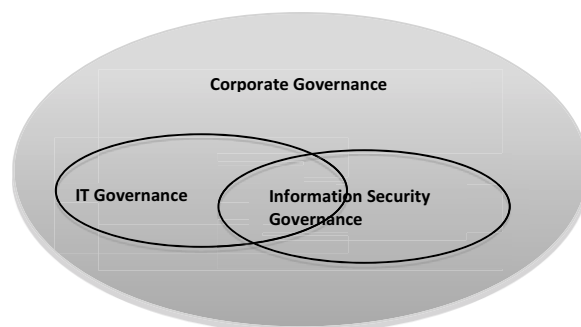 Corporate Governance
IT Governance
Information Security
Governance